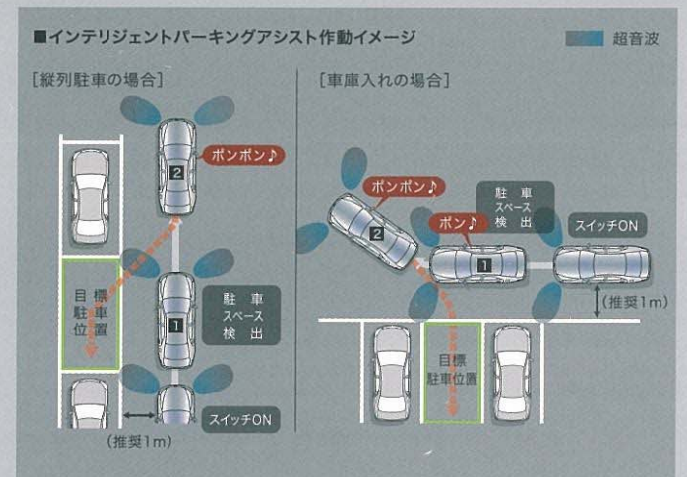 ■インテリジェントパーキングアシスト作動イメージ
超音波
[縦列駐車の場合]
2
ポンポン♪
目標
駐車
位置
1
駐車
スペース
検出
スイッチON
(推奨1m)
[車庫入れの場合]
ポンポン♪
2
ポン♪
駐車
スペース
検出
1
スイッチON
(推奨1m)
目標
駐車位置